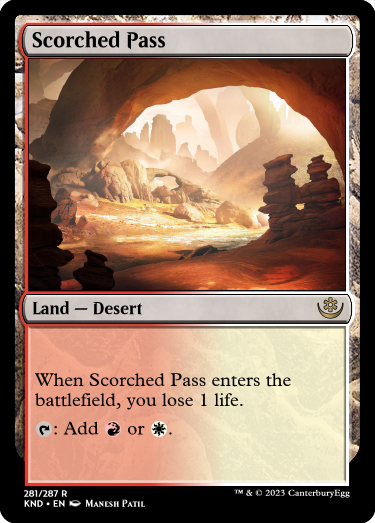 Scorched Pass
Land — Desert
When Scorched Pass enters the
battlefield, you lose 1 life.
: Add or .
281/287 R
KND • EN Manesh Patil
™ & © 2023 CanterburyEgg